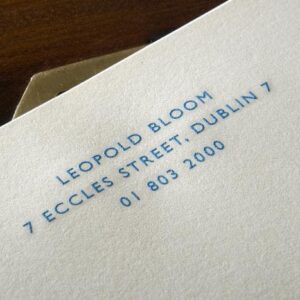 LEOPOLD BLOOM
7 ECCLES STREET, DUBLIN 7
01 803 2000